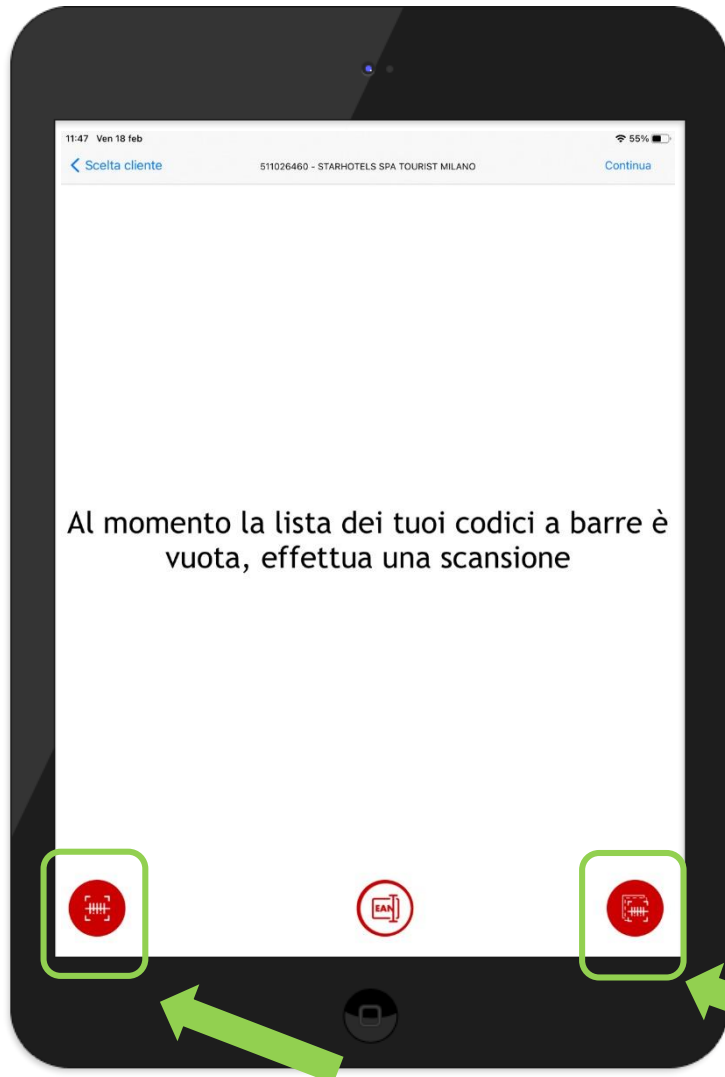 11:47 Ven 18 feb
55%
Scelta cliente
511026460 - STARHOTELS SPA TOURIST MILANO
Continua
Al momento la lista dei tuoi codici a barre è
vuota, effettua una scansione
EAN